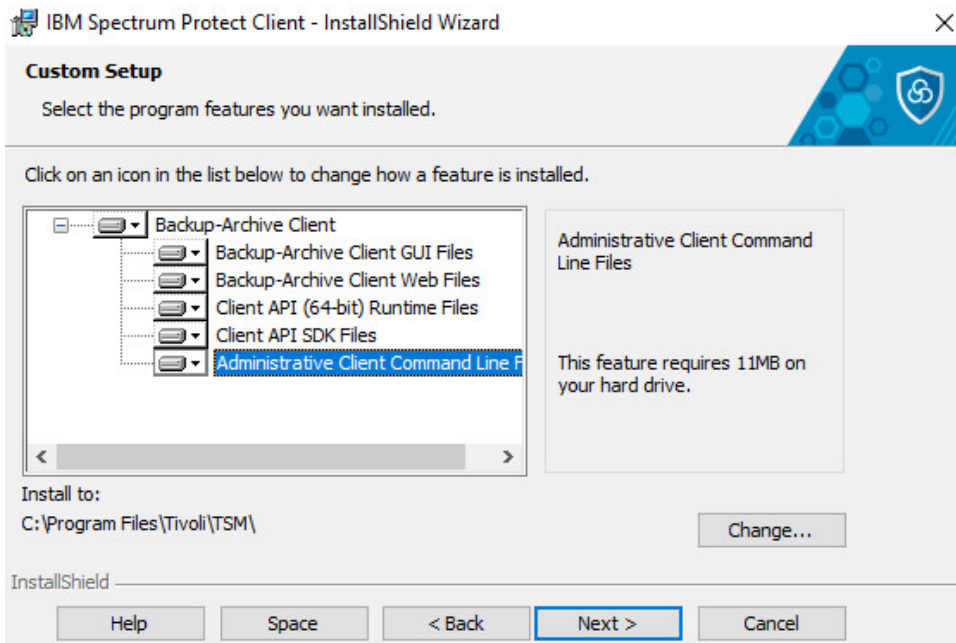 IBM Spectrum Protect Client - InstallShield Wizard
Custom Setup
Select the program features you want installed.
Click on an icon in the list below to change how a feature is installed.
Backup-Archive Client
Backup-Archive Client GUI Files
Backup-Archive Client Web Files
Client API (64-bit) Runtime Files
Client API SDK Files
Administrative Client Command Line F
Administrative Client Command
Line Files
This feature requires 11MB on
your hard drive.
Install to:
C:\Program Files\Tivoli\TSM\
Change...
InstallShield
Help
Space
< Back
Next >
Cancel